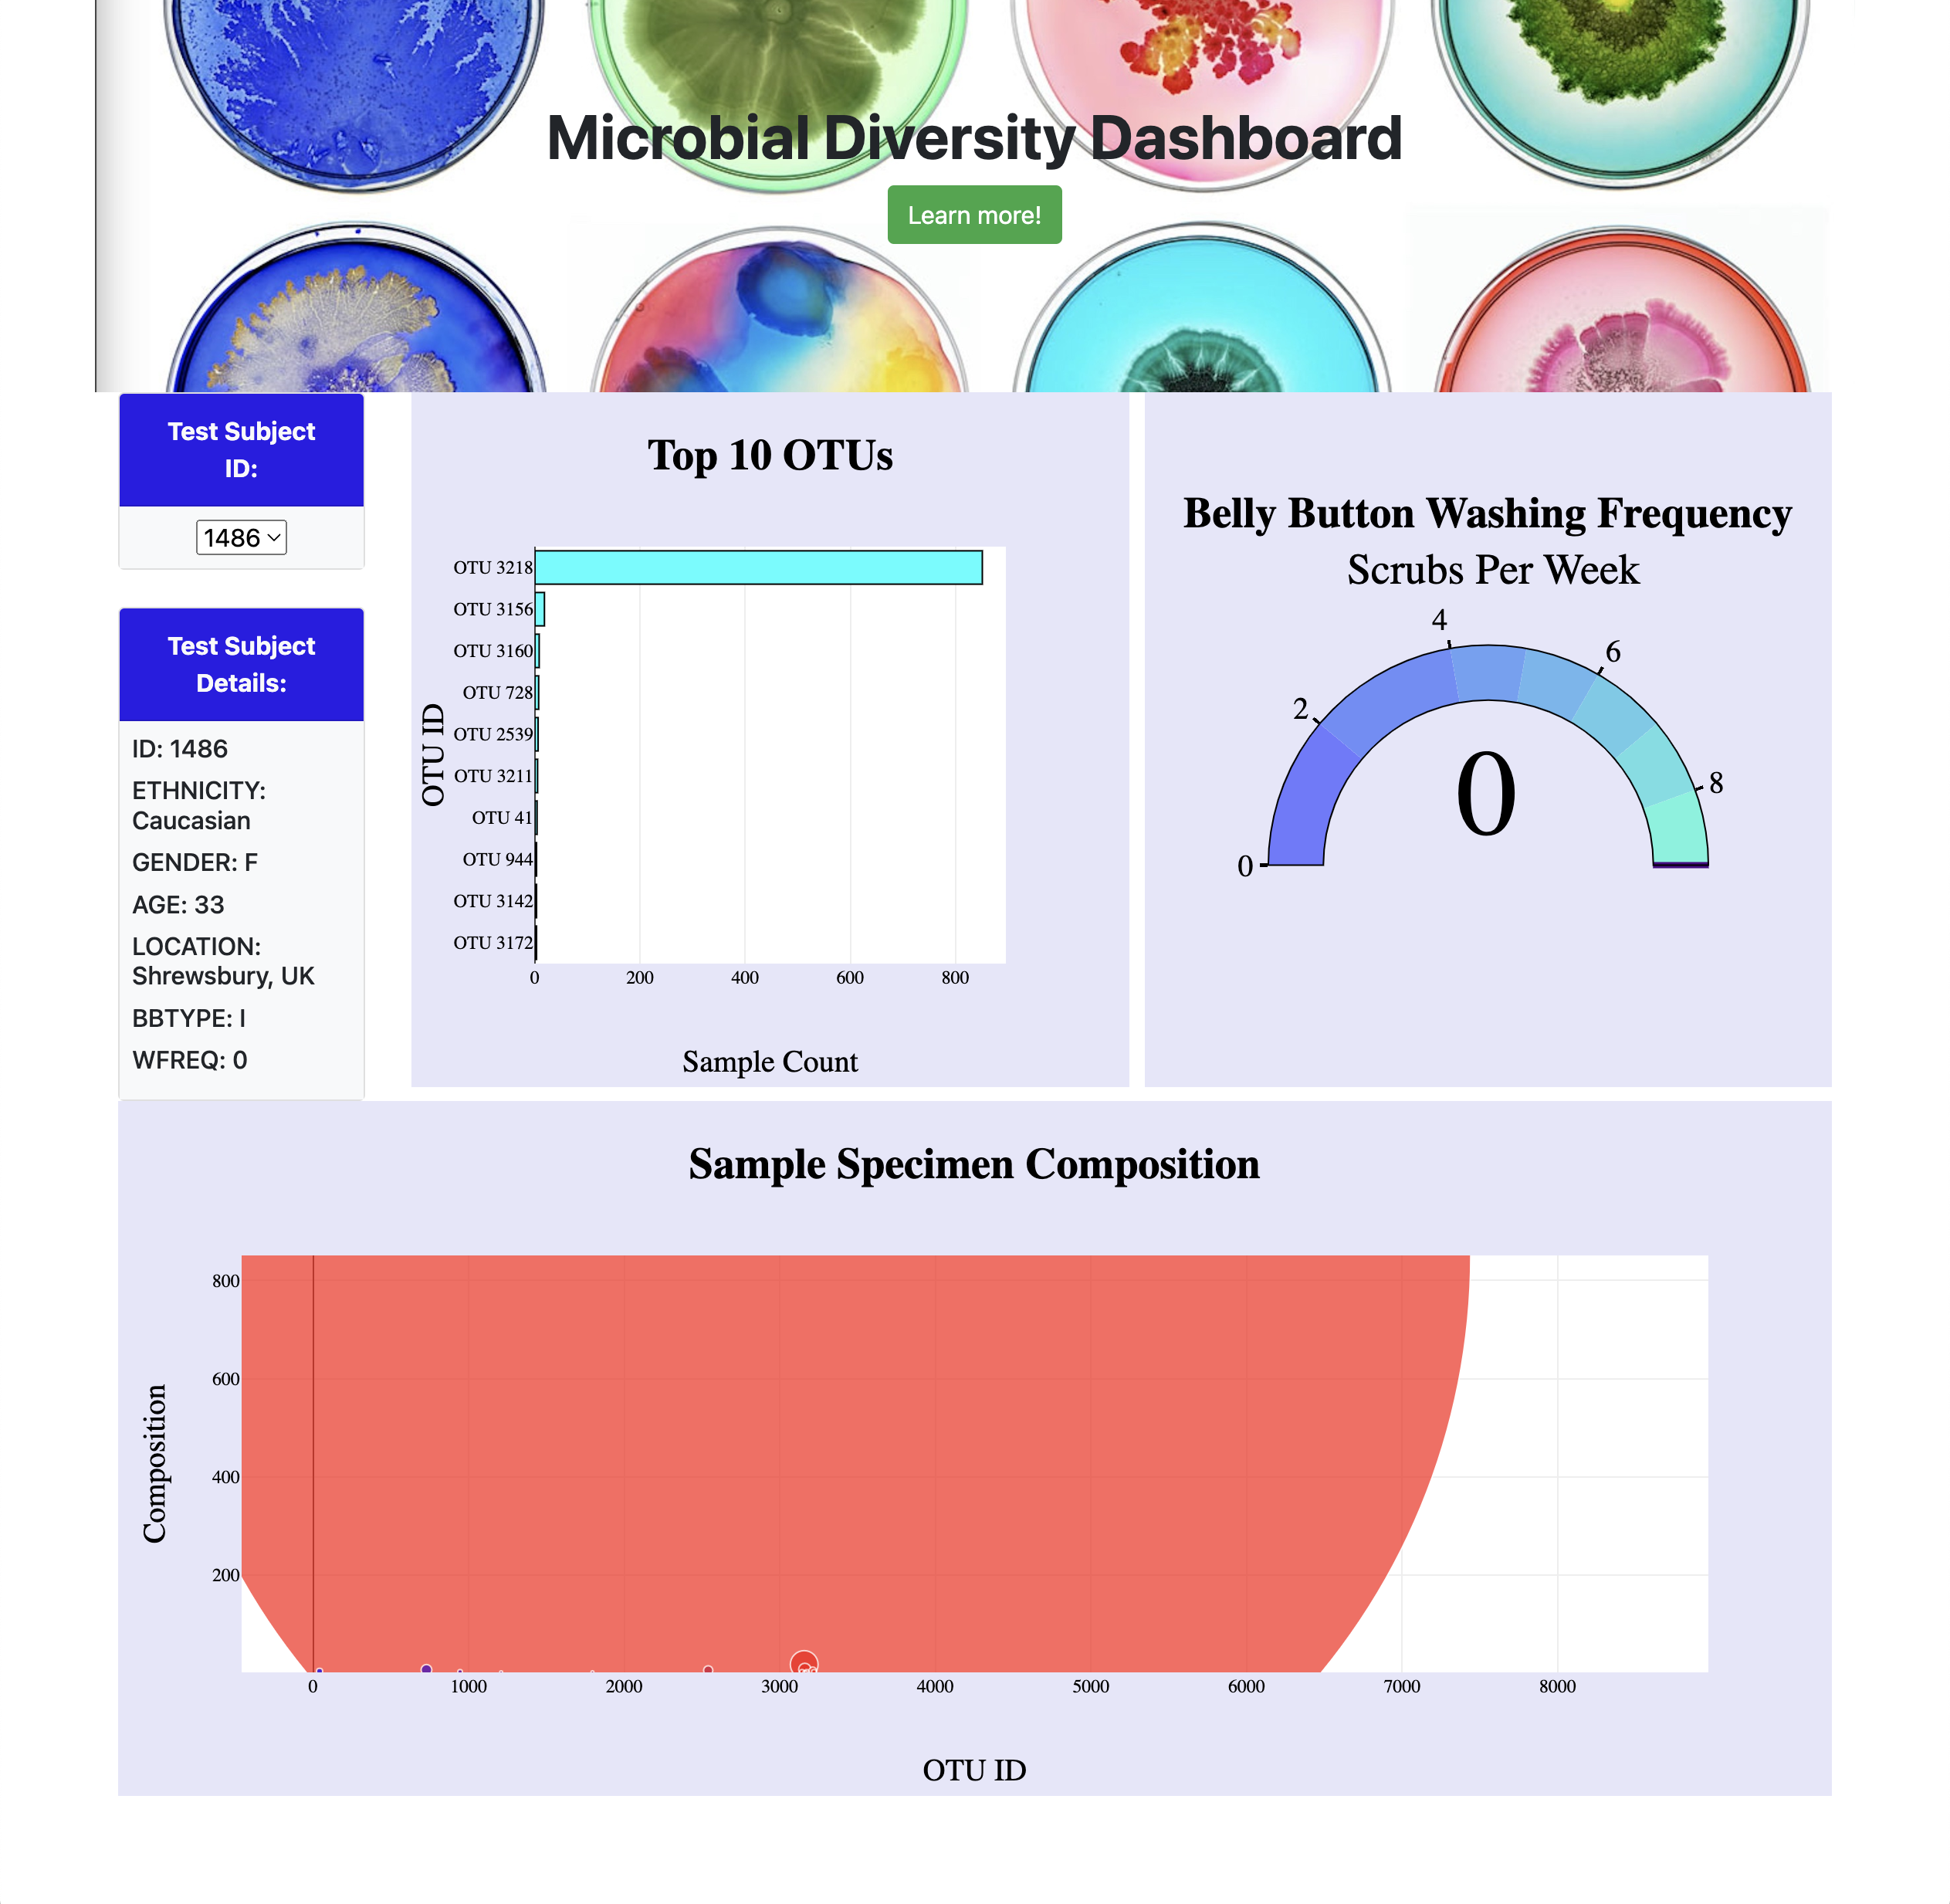 Microbial Diversity Dashboard
Learn more!
Test Subject
ID:
1486
Test Subject
Details:
ID: 1486
ETHNICITY:
Caucasian
GENDER: F
AGE: 33
LOCATION:
Shrewsbury, UK
BBTYPE: I
WFREQ: 0
Top 10 OTUs
OTU ID
OTU 3218
OTU 3156
OTU 3160
OTU 728
OTU 2539
OTU 3211
OTU 41
OTU 944
OTU 3142
OTU 3172
0 200 400 600 800
Sample Count
Belly Button Washing Frequency
Scrubs Per Week
0
2
4
6
8
0
Sample Specimen Composition
Composition
800
600
400
200
0 1000 2000 3000 4000 5000 6000 7000 8000
OTU ID